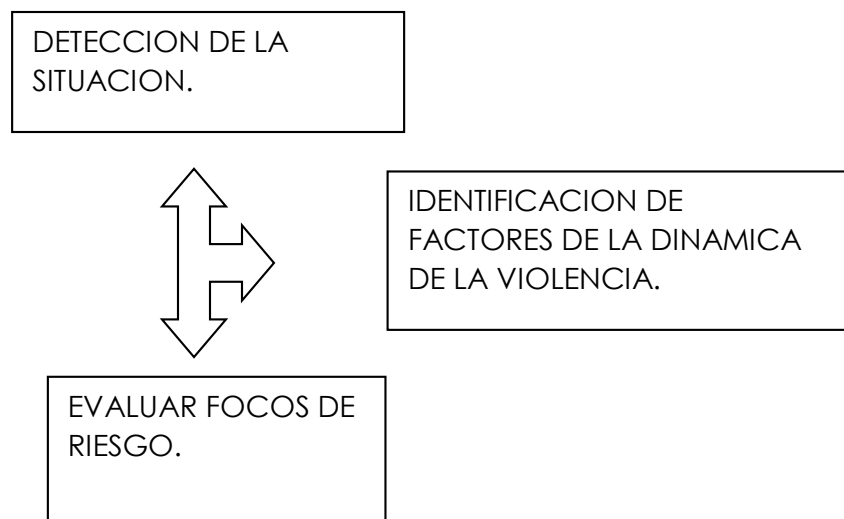 DETECCION DE LA
SITUACION.
IDENTIFICACION DE
FACTORES DE LA DINAMICA
DE LA VIOLENCIA.
EVALUAR FOCOS DE
RIESGO.